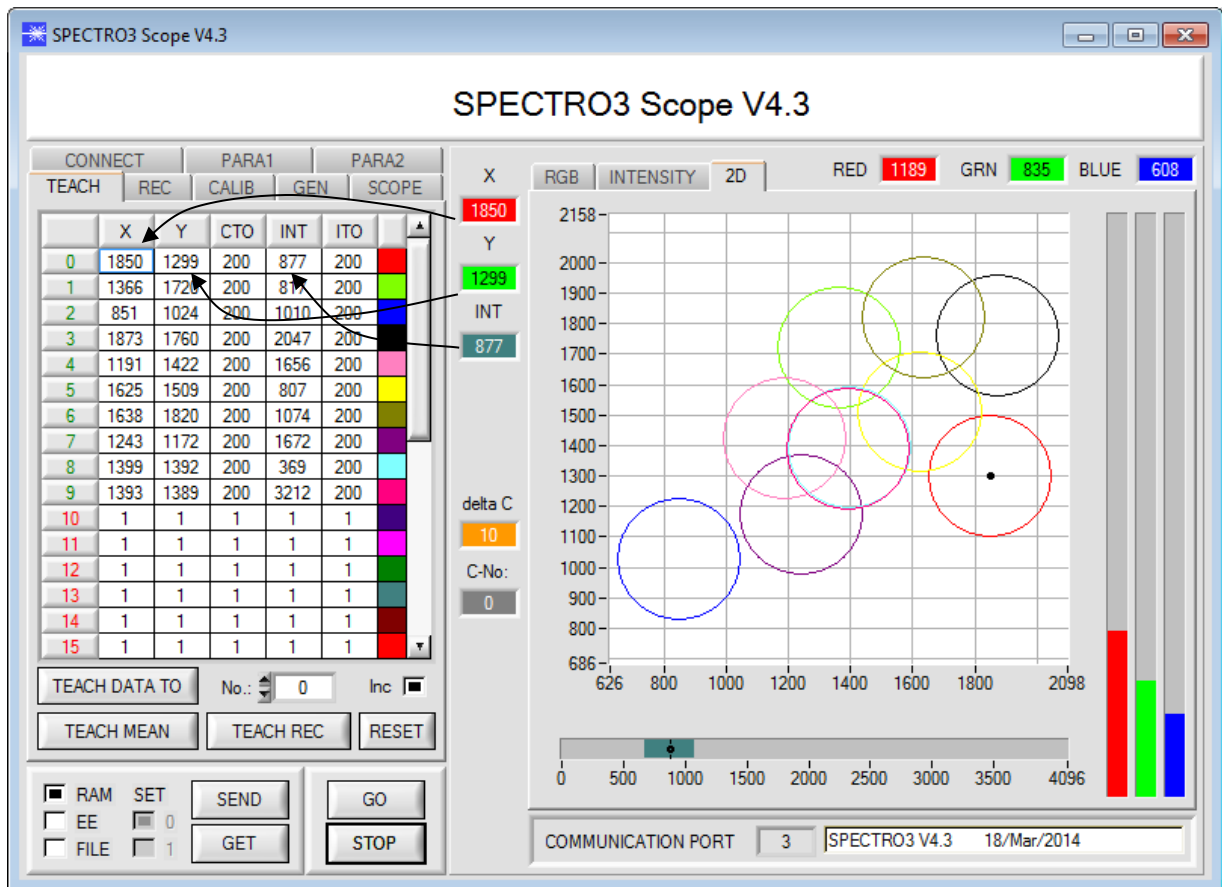 SPECTRO3 Scope V4.3
SPECTRO3 Scope V4.3
CONNECT PARA1 PARA2
TEACH REC CALIB GEN SCOPE
X Y CTO INT ITO
0 1850 1299 200 877 200
1 1366 1720 200 817 200
2 851 1024 200 1010 200
3 1873 1760 200 2047 200
4 1191 1422 200 1656 200
5 1625 1509 200 807 200
6 1638 1820 200 1074 200
7 1243 1172 200 1672 200
8 1399 1392 200 369 200
9 1393 1389 200 3212 200
10 1 1 1 1 1
11 1 1 1 1 1
12 1 1 1 1 1
13 1 1 1 1 1
14 1 1 1 1 1
15 1 1 1 1 1
TEACH DATA TO No.: 0 Inc
TEACH MEAN TEACH REC RESET
RAM SET SEND GO
EE 0
FILE 1 GET STOP
X
1850
Y
1299
INT
877
delta C
10
C-No:
0
RGB INTENSITY 2D RED 1189 GRN 835 BLUE 608
2158
2000
1900
1800
1700
1600
1500
1400
1300
1200
1100
1000
900
800
686
626 800 1000 1200 1400 1600 1800 2098
0 500 1000 1500 2000 2500 3000 3500 4096
COMMUNICATION PORT 3 SPECTRO3 V4.3 18/Mar/2014